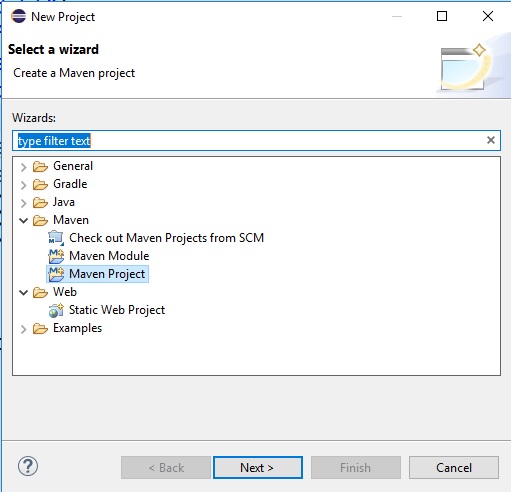 New Project
Select a wizard
Create a Maven project
Wizards:
type filter text
General
Gradle
Java
Maven
Check out Maven Projects from SCM
Maven Module
Maven Project
Web
Static Web Project
Examples
?
< Back
Next >
Finish
Cancel